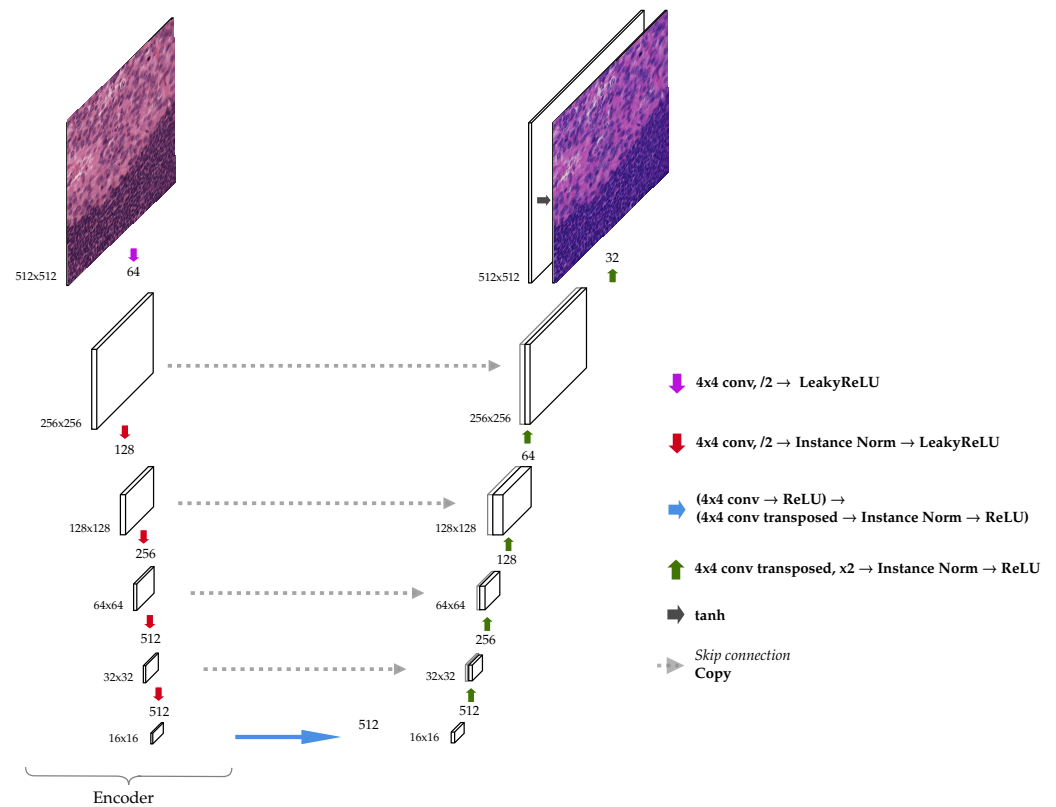 512x512
64
512x512
32
256x256
128
256x256
64
128x128
256
128x128
128
64x64
512
64x64
256
32x32
512
32x32
512
16x16
512
16x16
Encoder
4x4 conv, /2 → LeakyReLU
4x4 conv, /2 → Instance Norm → LeakyReLU
(4x4 conv → ReLU) →
(4x4 conv transposed → Instance Norm → ReLU)
4x4 conv transposed, x2 → Instance Norm → ReLU
tanh
Skip connection
Copy